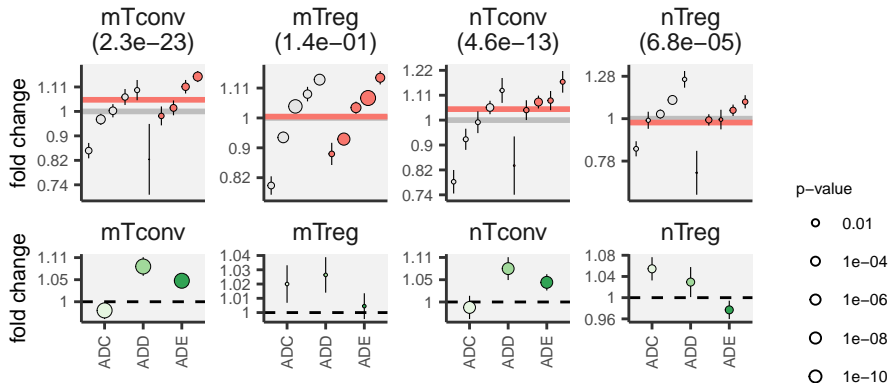 mTconv
(2.3e−23)
mTreg
(1.4e−01)
nTconv
(4.6e−13)
nTreg
(6.8e−05)
fold change
1.11
1
0.9
0.82
0.74
1.11
1
0.9
0.82
1.22
1.11
1
0.9
0.82
0.74
1.28
1
0.78
mTconv
mTreg
nTconv
nTreg
fold change
1.11
1.05
1
1.04
1.03
1.02
1.01
1
1.11
1.05
1
1.08
1.04
1
0.96
ADC
ADD
ADE
ADC
ADD
ADE
ADC
ADD
ADE
ADC
ADD
ADE
p−value
0.01
1e−04
1e−06
1e−08
1e−10